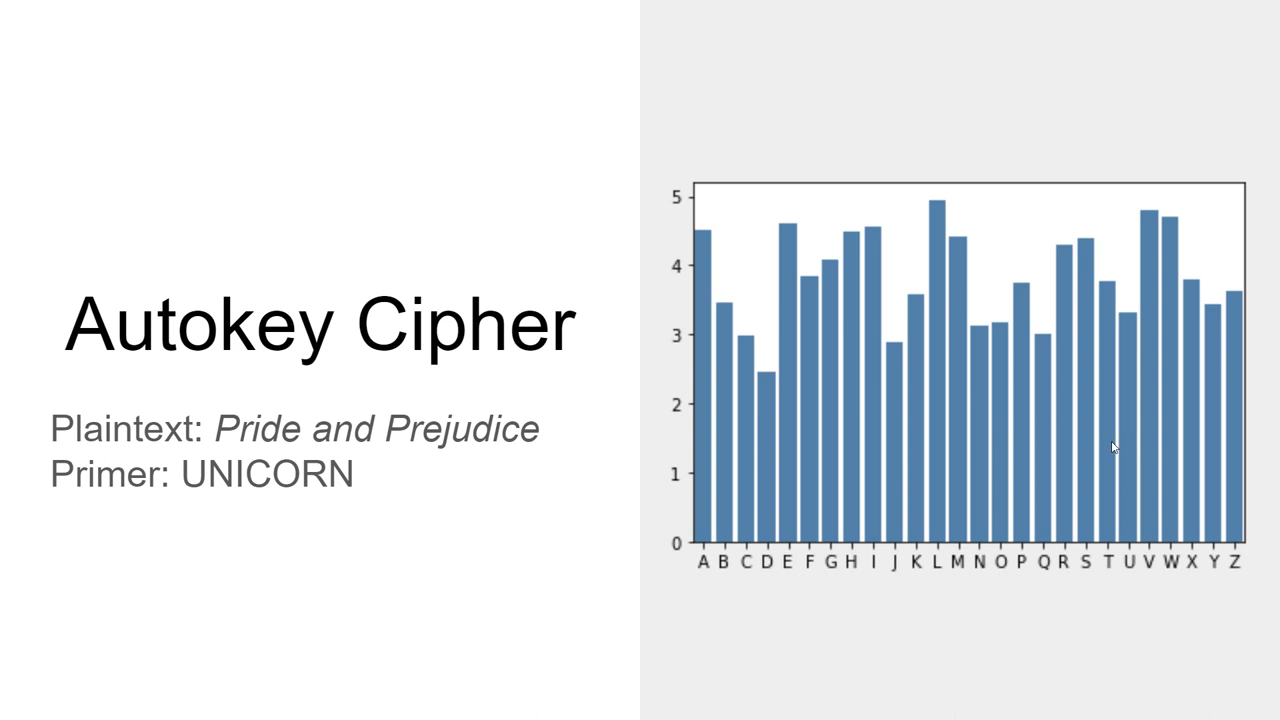 Autokey Cipher
Plaintext: Pride and Prejudice
Primer: UNICORN
5
4
3
2
1
0
A B C D E F G H I J K L M N O P Q R S T U V W X Y Z